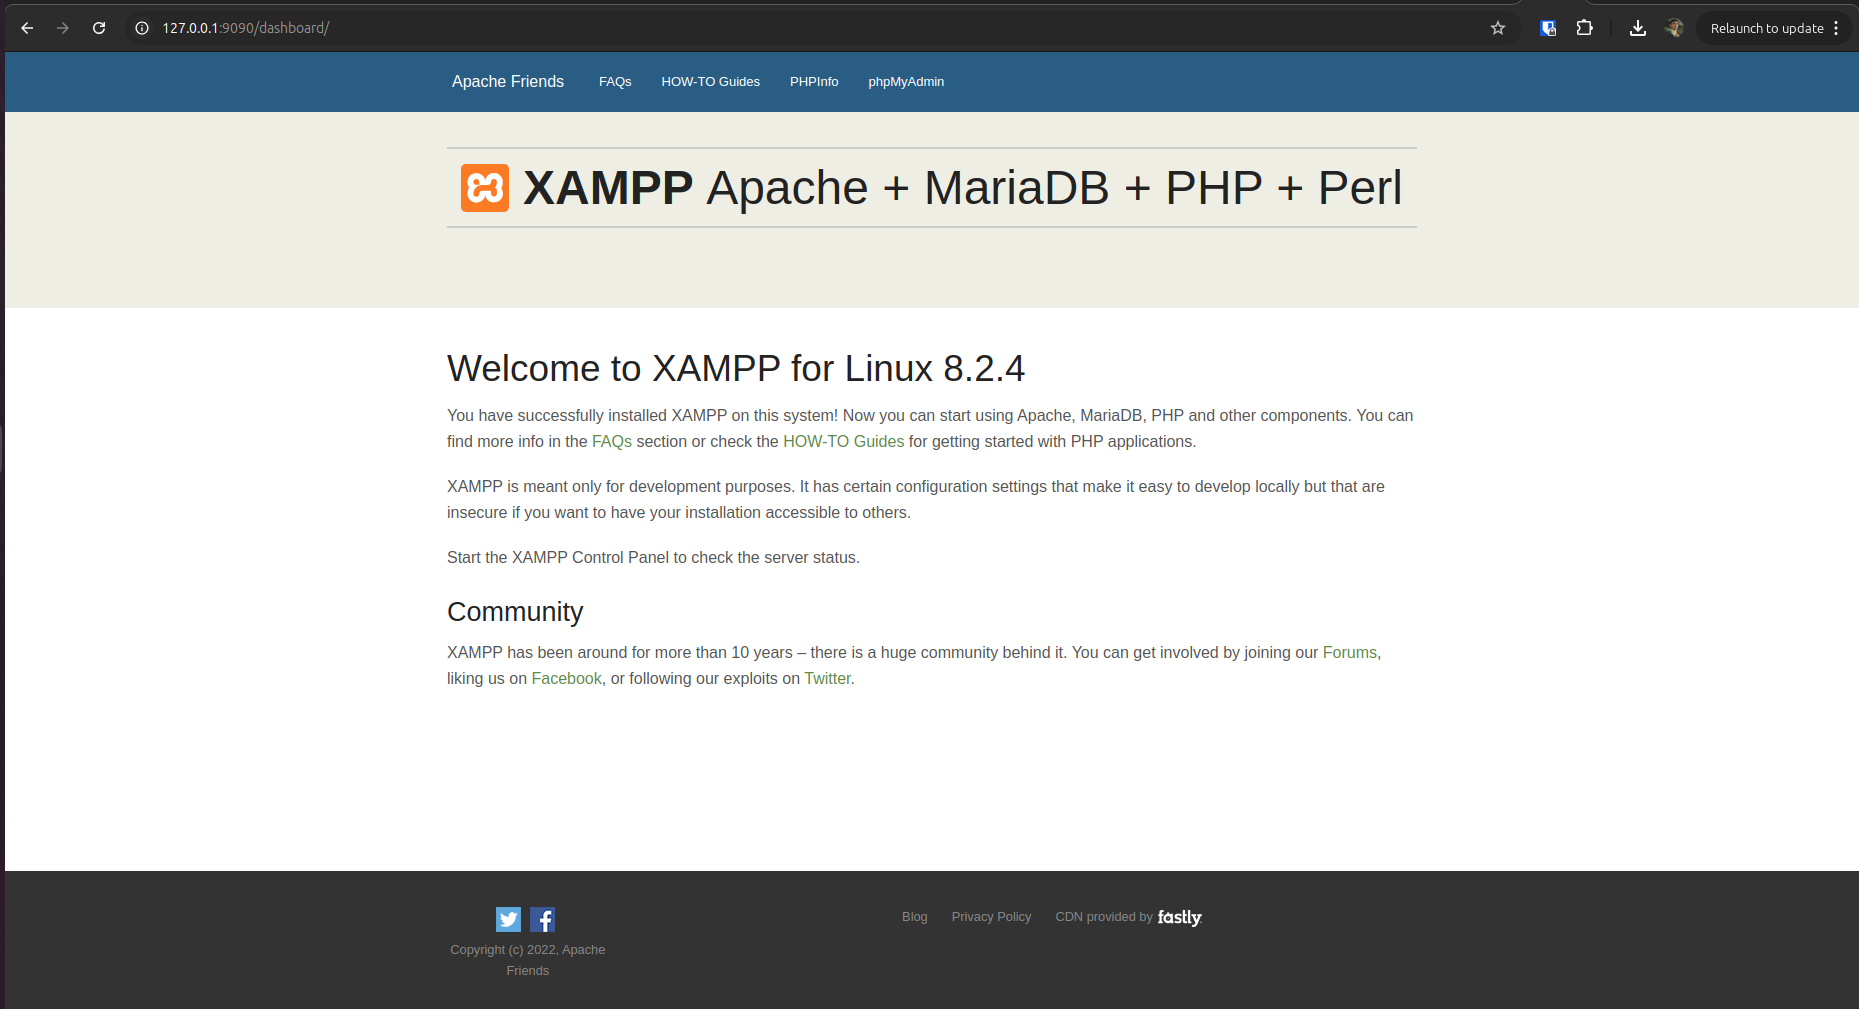 127.0.0.1:9090/dashboard/
Relaunch to update
Apache Friends FAQs HOW-TO Guides PHPInfo phpMyAdmin
XAMPP Apache + MariaDB + PHP + Perl
Welcome to XAMPP for Linux 8.2.4
You have successfully installed XAMPP on this system! Now you can start using Apache, MariaDB, PHP and other components. You can
find more info in the FAQs section or check the HOW-TO Guides for getting started with PHP applications.
XAMPP is meant only for development purposes. It has certain configuration settings that make it easy to develop locally but that are
insecure if you want to have your installation accessible to others.
Start the XAMPP Control Panel to check the server status.
Community
XAMPP has been around for more than 10 years – there is a huge community behind it. You can get involved by joining our Forums,
liking us on Facebook, or following our exploits on Twitter.
Blog Privacy Policy CDN provided by fastly
Copyright (c) 2022, Apache
Friends